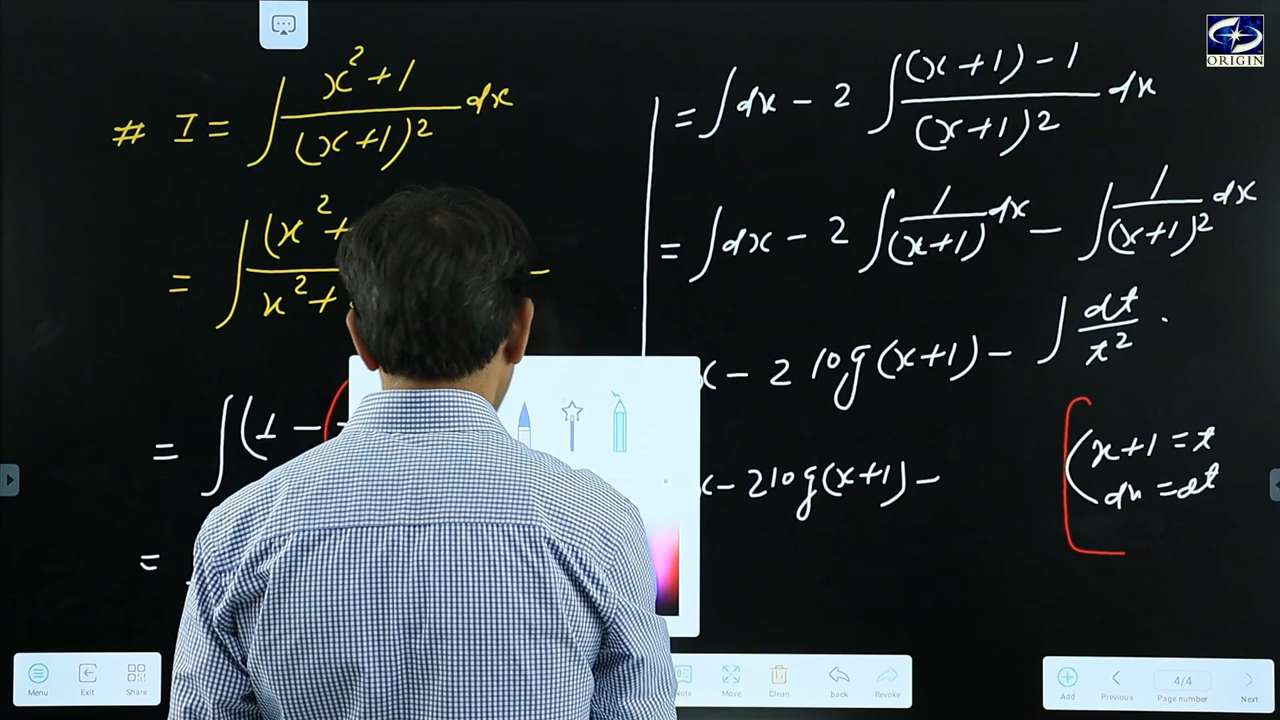 # I = ∫ x²+1 / (x+1)² dx
= ∫ (x²+ / x²+
= ∫ (1 –
=
= ∫ dx – 2 ∫ (x+1) – 1 / (x+1)2 dx
= ∫ dx – 2 ∫ 1 / (x+1) dx – ∫ 1 / (x+1)² dx
x – 2 log(x+1) – ∫ dt / t² .
x – 2 log(x+1) –
x+1 = t
dx = dt
ORIGIN
Menu
Exit
Share
Note
Move
Clean
back
Revoke
Add
Previous
4/4
Page number
Next